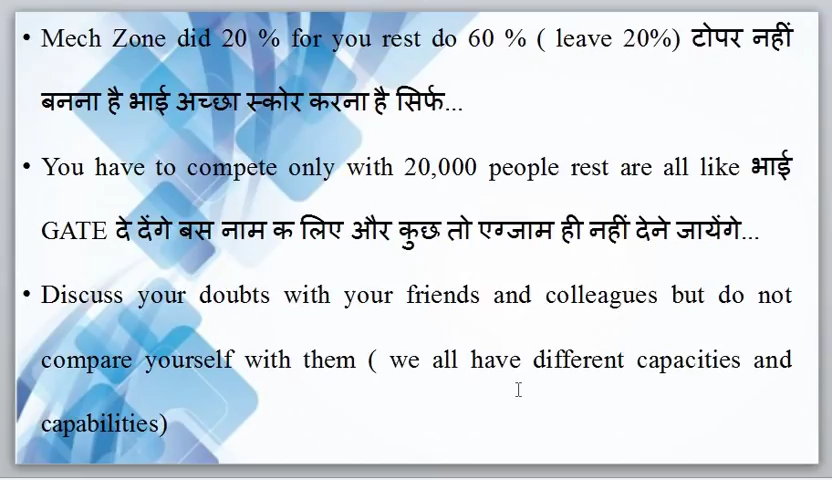 • Mech Zone did 20 % for you rest do 60 % ( leave 20%) टोपर नहीं
बनना है भाई अच्छा स्कोर करना है सिर्फ...
• You have to compete only with 20,000 people rest are all like भाई
GATE दे देंगे बस नाम क लिए और कुछ तो एग्जाम ही नहीं देने जायेंगे...
• Discuss your doubts with your friends and colleagues but do not
compare yourself with them ( we all have different capacities and
capabilities)